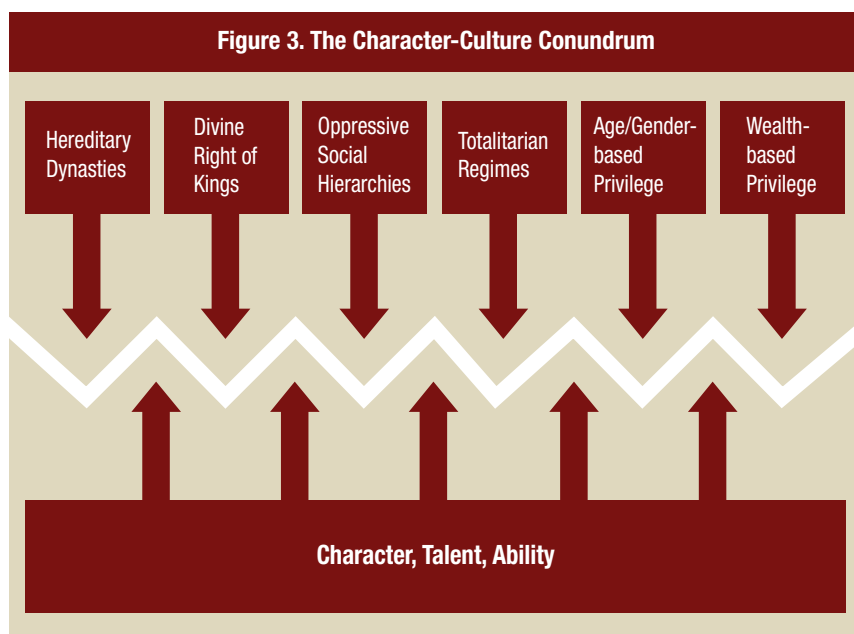 Figure 3. The Character-Culture Conundrum
Hereditary
Dynasties
Divine
Right of
Kings
Oppressive
Social
Hierarchies
Totalitarian
Regimes
Age/Gender-
based
Privilege
Wealth-
based
Privilege
Character, Talent, Ability